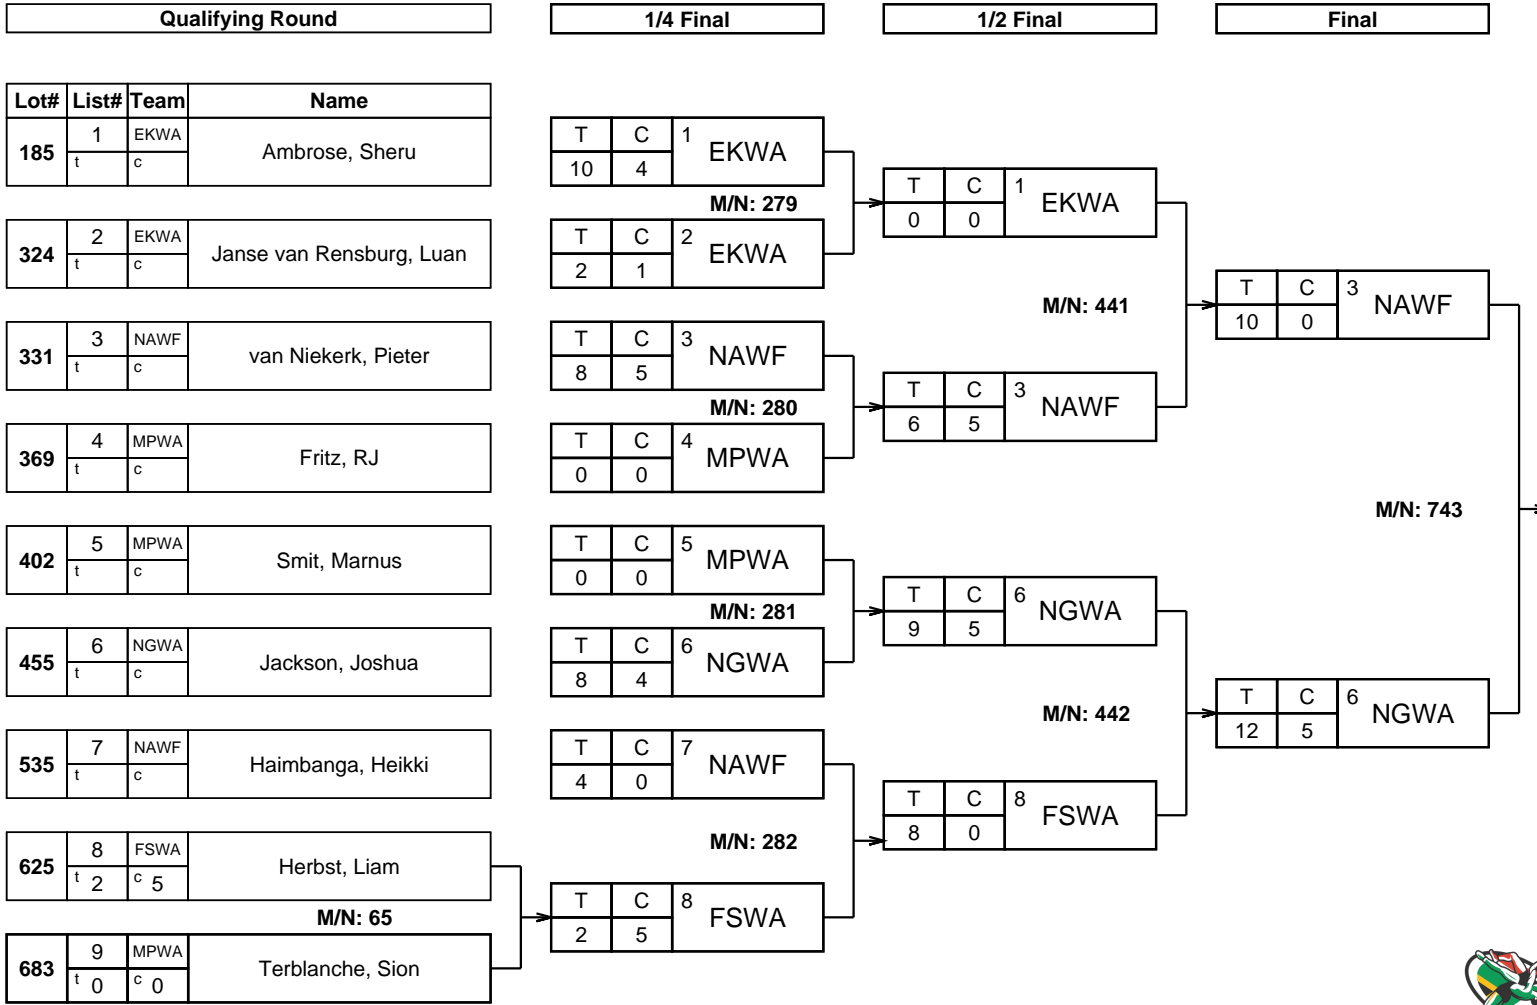 Qualifying Round 1/4 Final 1/2 Final Final
Lot# List# Team Name
185 1 EKWA t c Ambrose, Sheru
324 2 EKWA t c Janse van Rensburg, Luan
331 3 NAWF t c van Niekerk, Pieter
369 4 MPWA t c Fritz, RJ
402 5 MPWA t c Smit, Marnus
455 6 NGWA t c Jackson, Joshua
535 7 NAWF t c Haimbanga, Heikki
625 8 FSWA t 2 c 5 Herbst, Liam
M/N: 65
683 9 MPWA t 0 c 0 Terblanche, Sion
T C 1 EKWA
10 4
M/N: 279
T C 2 EKWA
2 1
T C 3 NAWF
8 5
M/N: 280
T C 4 MPWA
0 0
T C 5 MPWA
0 0
M/N: 281
T C 6 NGWA
8 4
T C 7 NAWF
4 0
M/N: 282
T C 8 FSWA
2 5
T C 1 EKWA
0 0
M/N: 441
T C 3 NAWF
6 5
T C 6 NGWA
9 5
M/N: 442
T C 8 FSWA
8 0
T C 3 NAWF
10 0
M/N: 743
T C 6 NGWA
12 5